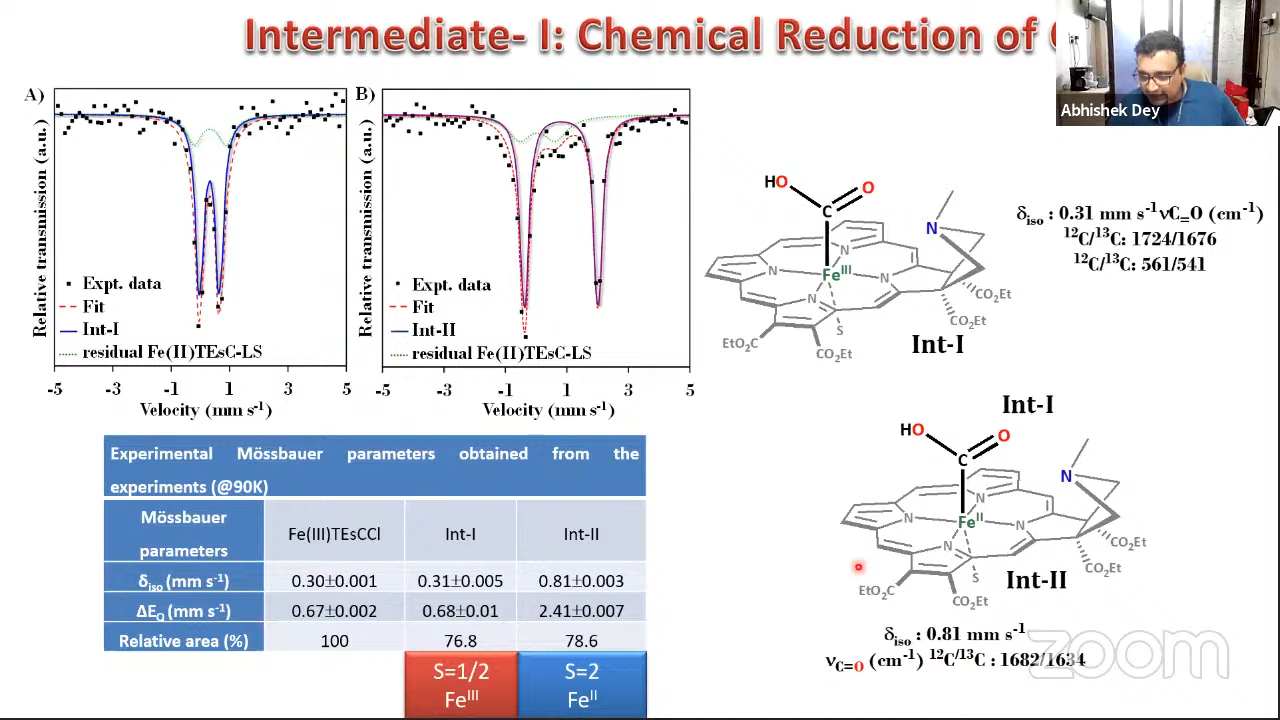 Intermediate- I: Chemical Reduction of
Abhishek Dey
A)
Relative transmission (a.u.)
Expt. data
Fit
Int-I
residual Fe(II)TEsC-LS
-5 -3 -1 1 3 5
Velocity (mm s-1)
B)
Relative transmission (a.u.)
Expt. data
Fit
Int-II
residual Fe(II)TEsC-LS
-5 -3 -1 1 3 5
Velocity (mm s-1)
HO O
C
N
N
N
FeIII N
N
S
CO2Et
CO2Et
EtO2C
CO2Et
Int-I
δiso : 0.31 mm s-1 νC=O (cm-1)
12C/13C: 1724/1676
12C/13C: 561/541
Int-I
HO O
C
N
N
N
FeII N
N
S
CO2Et
CO2Et
EtO2C
CO2Et
Int-II
δiso : 0.81 mm s-1
νC=O (cm-1) 12C/13C : 1682/1634
zoom
Experimental Mössbauer parameters obtained from the
experiments (@90K)
Mössbauer parameters Fe(III)TEsCCl Int-I Int-II
δiso (mm s-1) 0.30±0.001 0.31±0.005 0.81±0.003
ΔEQ (mm s-1) 0.67±0.002 0.68±0.01 2.41±0.007
Relative area (%) 100 76.8 78.6
S=1/2 S=2
FeIII FeII